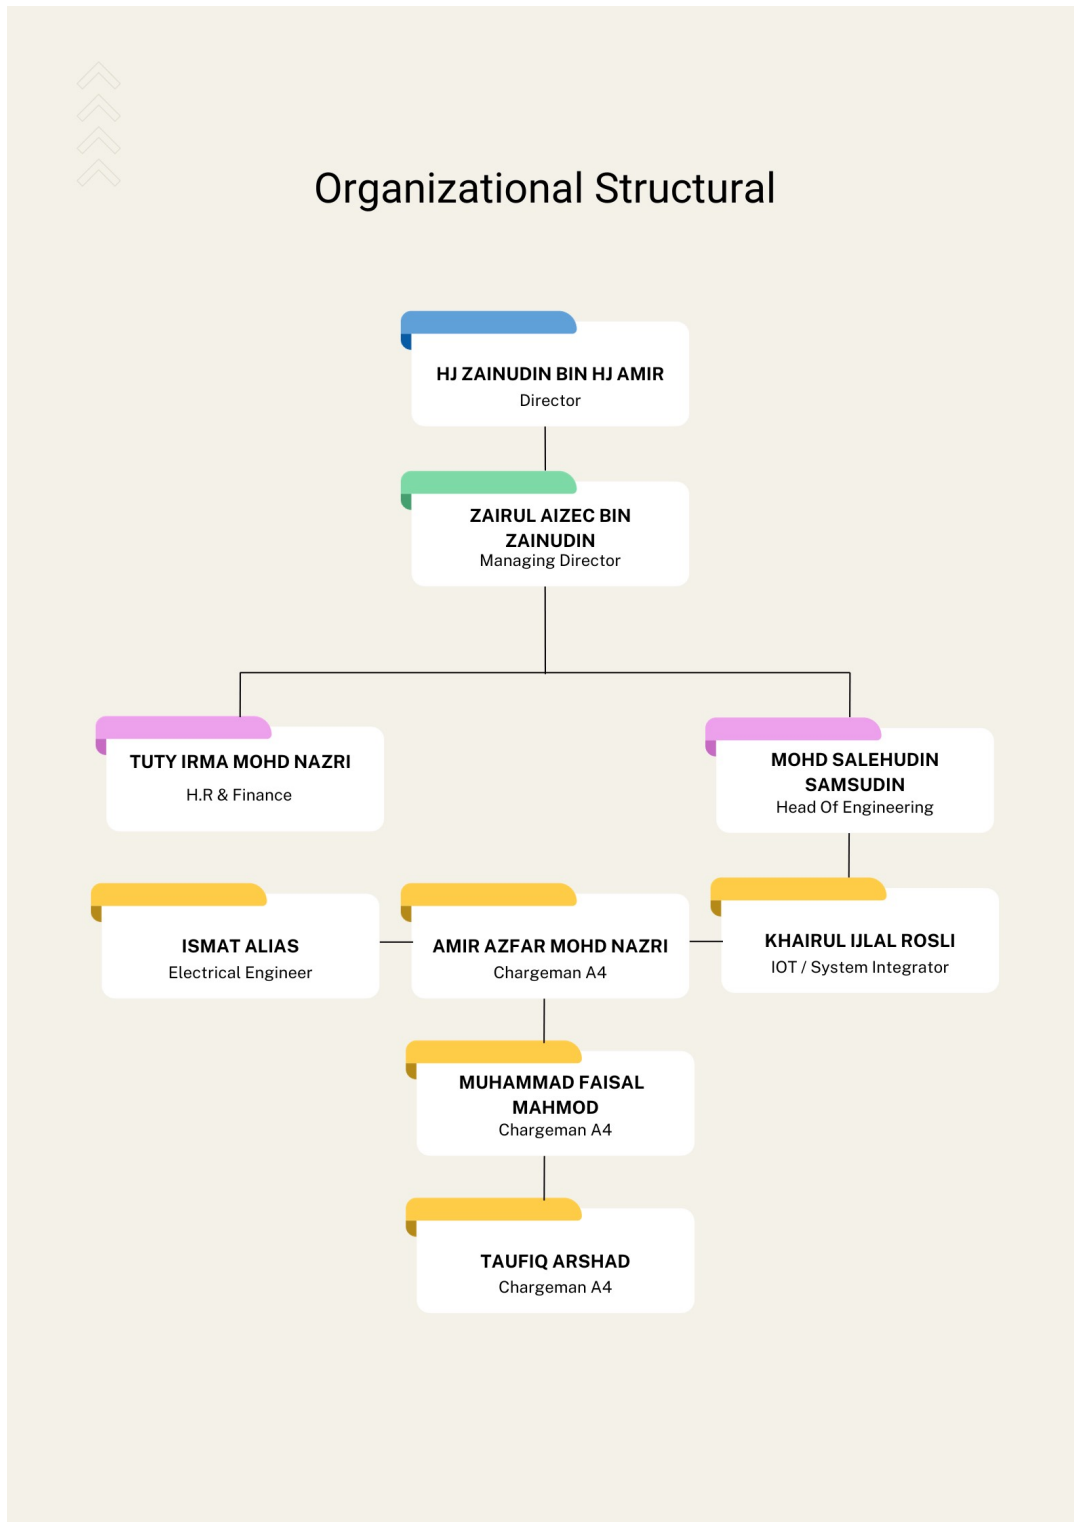 Organizational Structural
HJ ZAINUDIN BIN HJ AMIR
Director
ZAIRUL AIZEC BIN
ZAINUDIN
Managing Director
TUTY IRMA MOHD NAZRI
H.R & Finance
MOHD SALEHUDIN
SAMSUDIN
Head Of Engineering
ISMAT ALIAS
Electrical Engineer
AMIR AZFAR MOHD NAZRI
Chargeman A4
KHAIRUL IJLAL ROSLI
IOT / System Integrator
MUHAMMAD FAISAL
MAHMOD
Chargeman A4
TAUFIQ ARSHAD
Chargeman A4